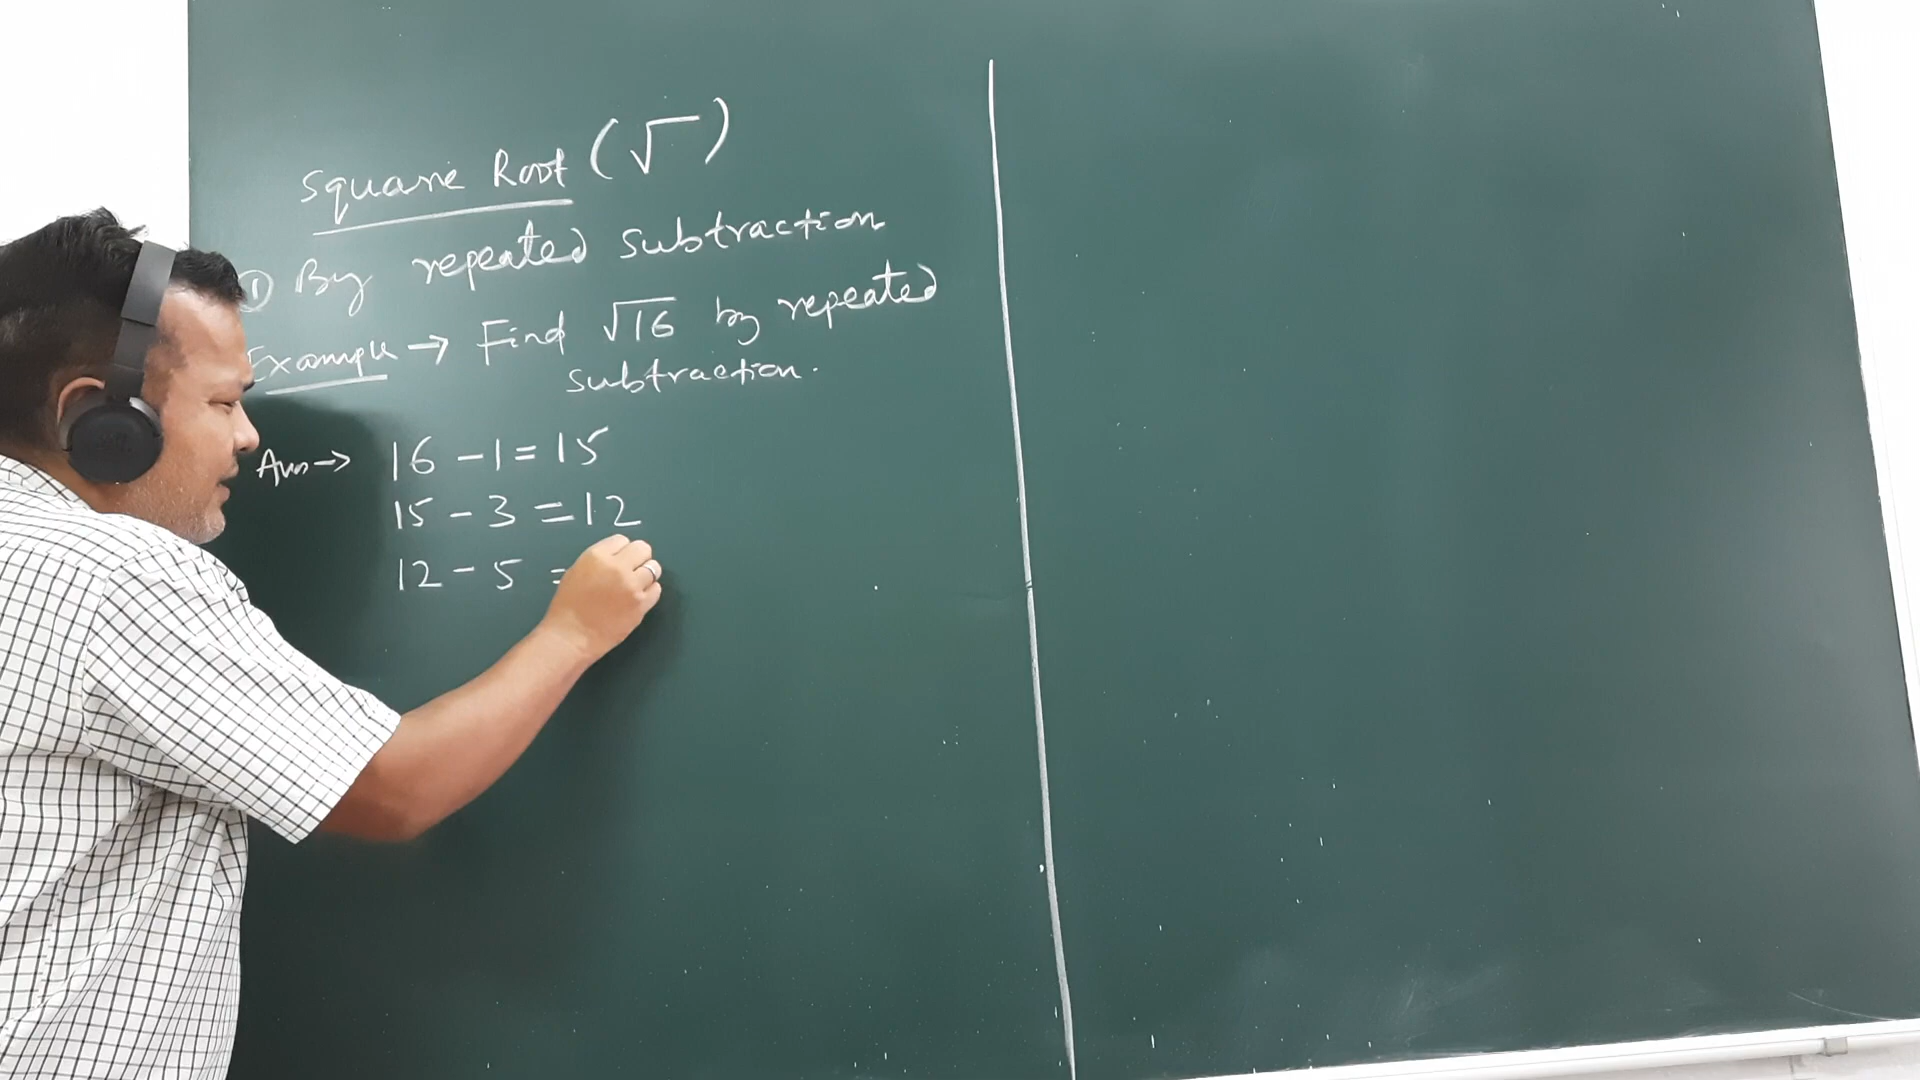 Square Root (√)
① By repeated subtraction
Example → Find √16 by repeated
subtraction.
Ans → 16 - 1 = 15
15 - 3 = 12
12 - 5 =